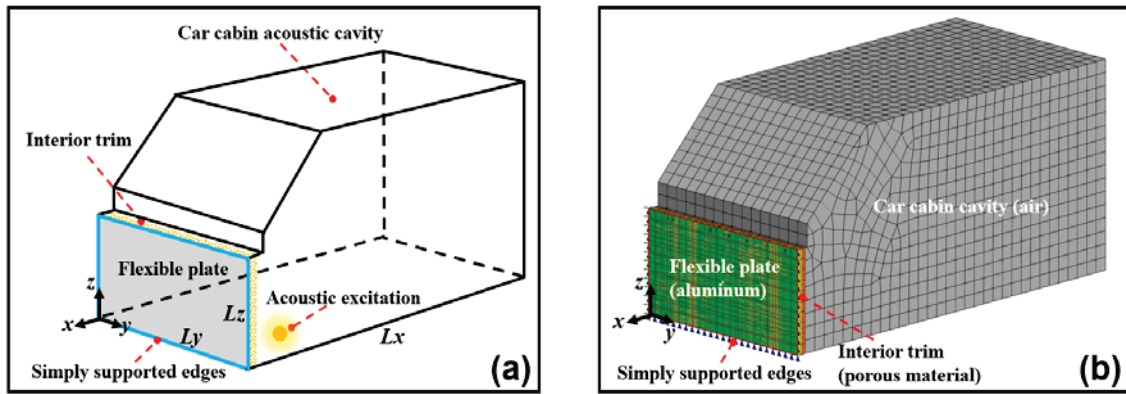 Car cabin acoustic cavity
Interior trim
Flexible plate
Acoustic excitation
z
x
y
Ly
Lz
Lx
Simply supported edges
(a)
Car cabin cavity (air)
Flexible plate
(aluminum)
z
x
y
Interior trim
(porous material)
Simply supported edges
(b)